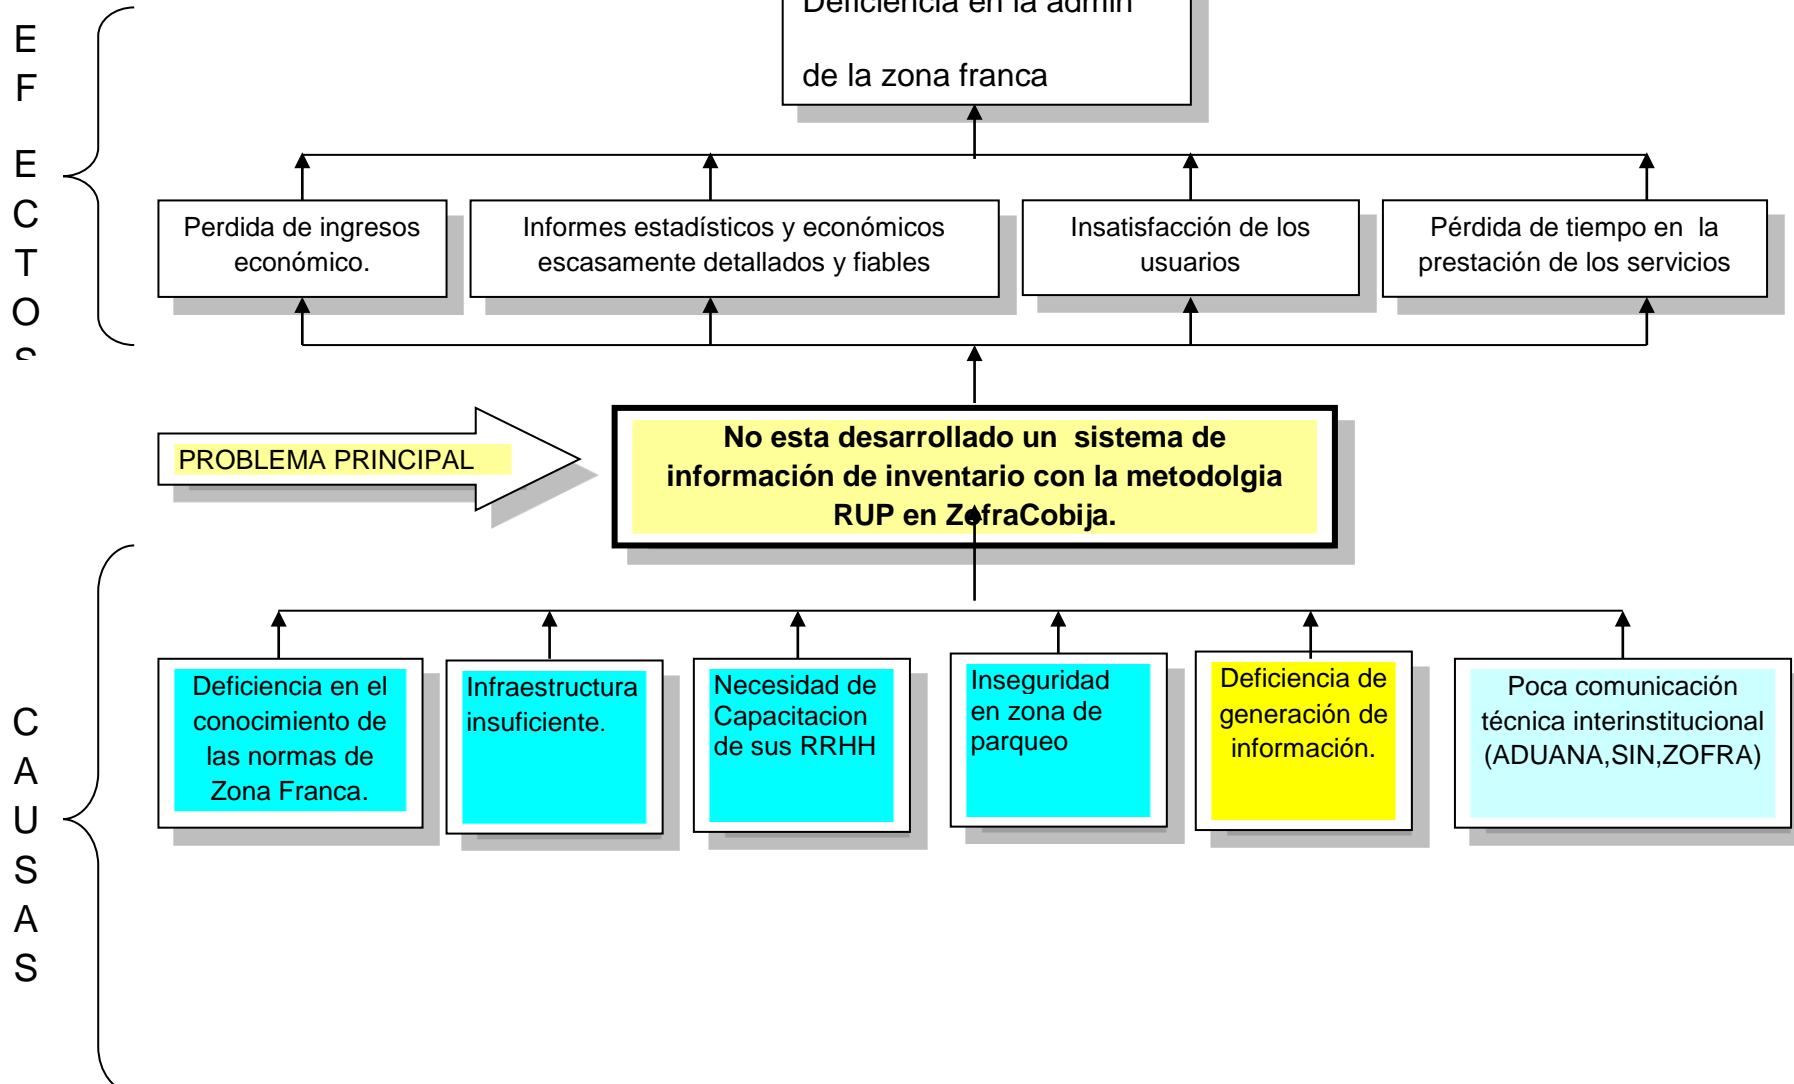 Deficiencia en la admin
de la zona franca
E
F
E
C
T
O
S
Perdida de ingresos
económico.
Informes estadísticos y económicos
escasamente detallados y fiables
Insatisfacción de los
usuarios
Pérdida de tiempo en  la
prestación de los servicios
PROBLEMA PRINCIPAL
No esta desarrollado un  sistema de
información de inventario con la metodolgia
RUP en ZofraCobija.
C
A
U
S
A
S
Deficiencia en el
conocimiento de
las normas de
Zona Franca.
Infraestructura
insuficiente.
Necesidad de
Capacitacion
de sus RRHH
Inseguridad
en zona de
parqueo
Deficiencia de
generación de
información.
Poca comunicación
técnica interinstitucional
(ADUANA,SIN,ZOFRA)